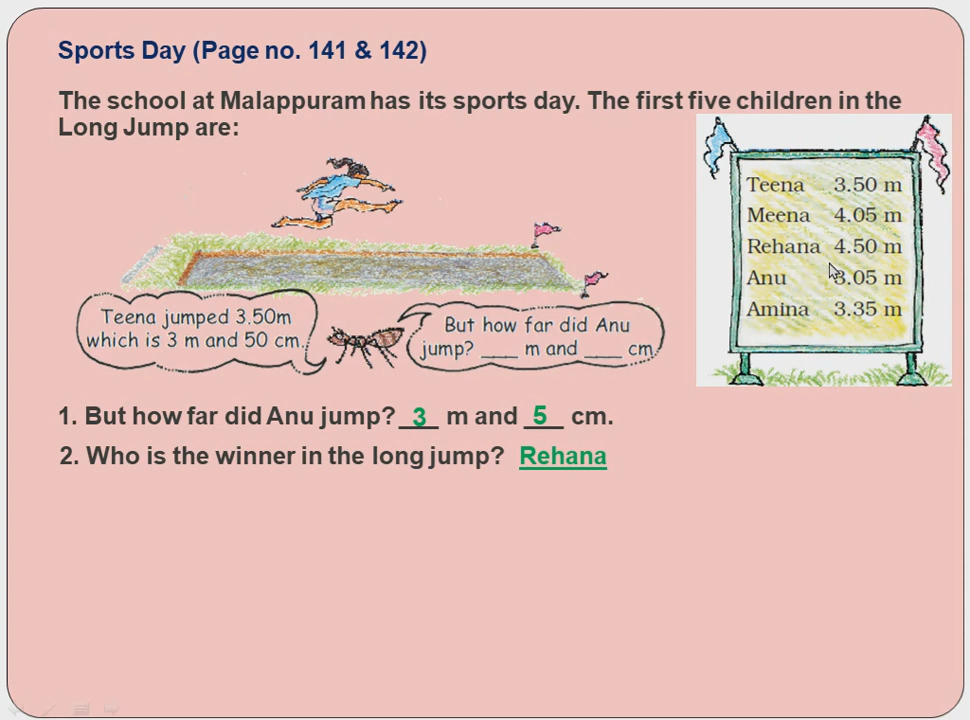 Sports Day (Page no. 141 & 142)
The school at Malappuram has its sports day. The first five children in the
Long Jump are:
Teena 3.50 m
Meena 4.05 m
Rehana 4.50 m
Anu 3.05 m
Amina 3.35 m
Teena jumped 3.50m
which is 3 m and 50 cm.
But how far did Anu
jump? ___ m and ___ cm.
1. But how far did Anu jump? 3 m and 5 cm.
2. Who is the winner in the long jump? Rehana